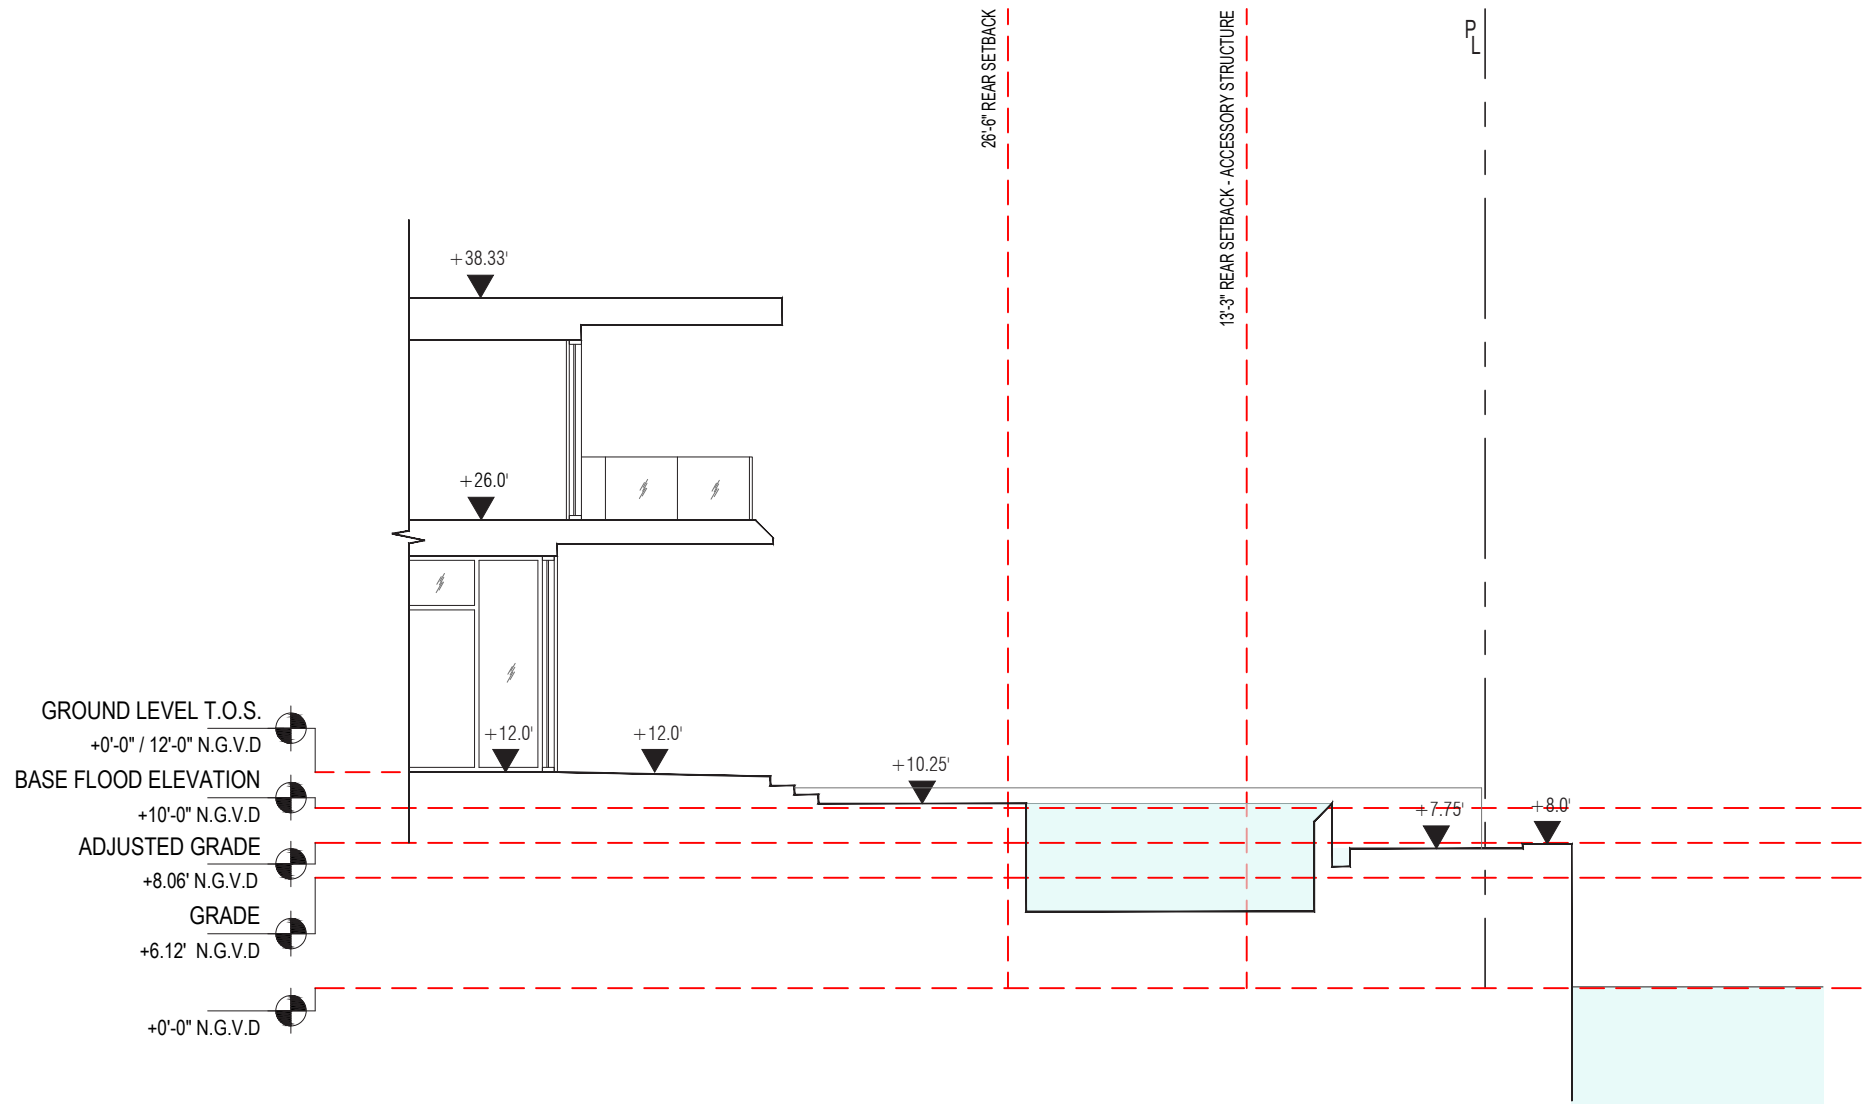 26'-6" REAR SETBACK
13'-3" REAR SETBACK - ACCESSORY STRUCTURE
PL
+38.33'
+26.0'
GROUND LEVEL T.O.S.
+0'-0" / 12'-0" N.G.V.D
+12.0'
+12.0'
BASE FLOOD ELEVATION
+10'-0" N.G.V.D
+10.25'
+7.75'
+8.0'
ADJUSTED GRADE
+8.06' N.G.V.D
GRADE
+6.12' N.G.V.D
+0'-0" N.G.V.D